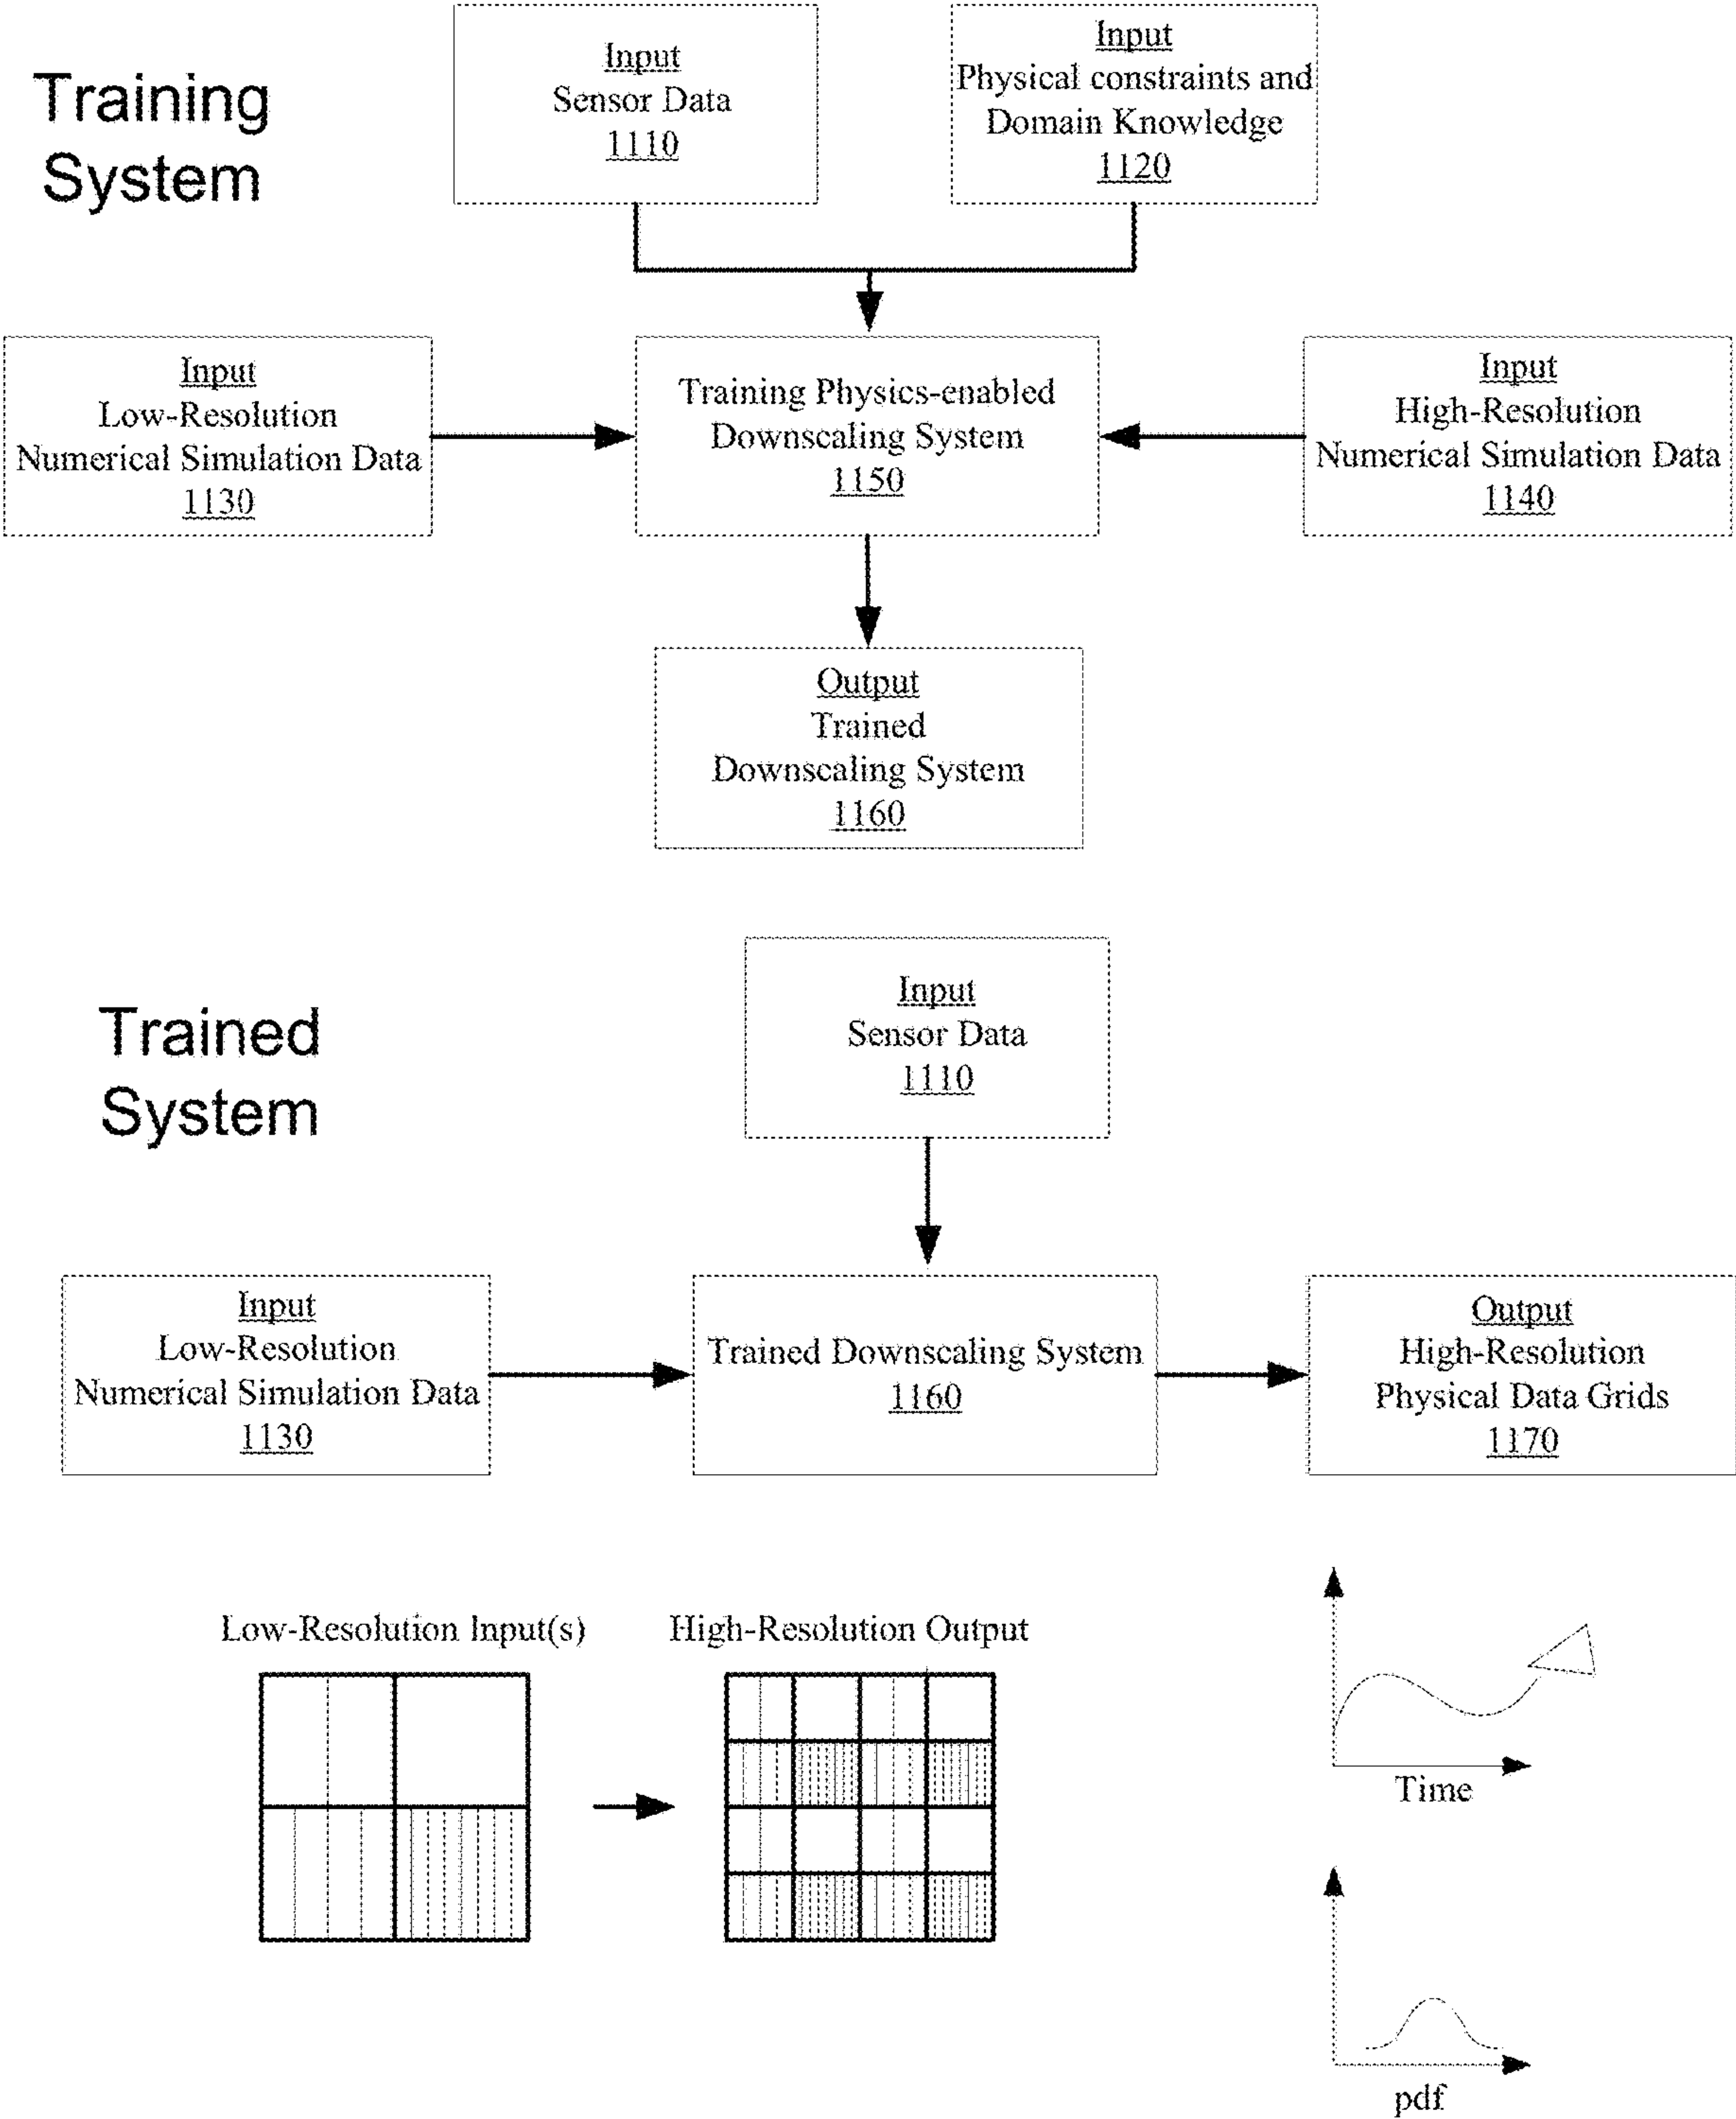 Training
System
Input
Sensor Data
1110
Input
Physical constraints and
Domain Knowledge
1120
Input
Low-Resolution
Numerical Simulation Data
1130
Training Physics-enabled
Downscaling System
1150
Input
High-Resolution
Numerical Simulation Data
1140
Output
Trained
Downscaling System
1160
Trained
System
Input
Sensor Data
1110
Input
Low-Resolution
Numerical Simulation Data
1130
Trained Downscaling System
1160
Output
High-Resolution
Physical Data Grids
1170
Low-Resolution Input(s)
High-Resolution Output
Time
pdf